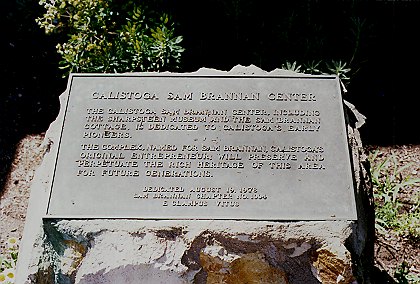 CALISTOGA SAM BRANNAN CENTER
THE CALISTOGA SAM BRANNAN CENTER, INCLUDING
THE SHARPSTEEN MUSEUM AND THE SAM BRANNAN
COTTAGE, IS DEDICATED TO CALISTOGA'S EARLY
PIONEERS.
THE COMPLEX, NAMED FOR SAM BRANNAN, CALISTOGA'S
ORIGINAL ENTREPRENEUR, WILL PRESERVE AND
PERPETUATE THE RICH HERITAGE OF THIS AREA
FOR FUTURE GENERATIONS.
DEDICATED AUGUST 19, 1978
SAM BRANNAN CHAPTER NO. 1004
E CLAMPUS VITUS